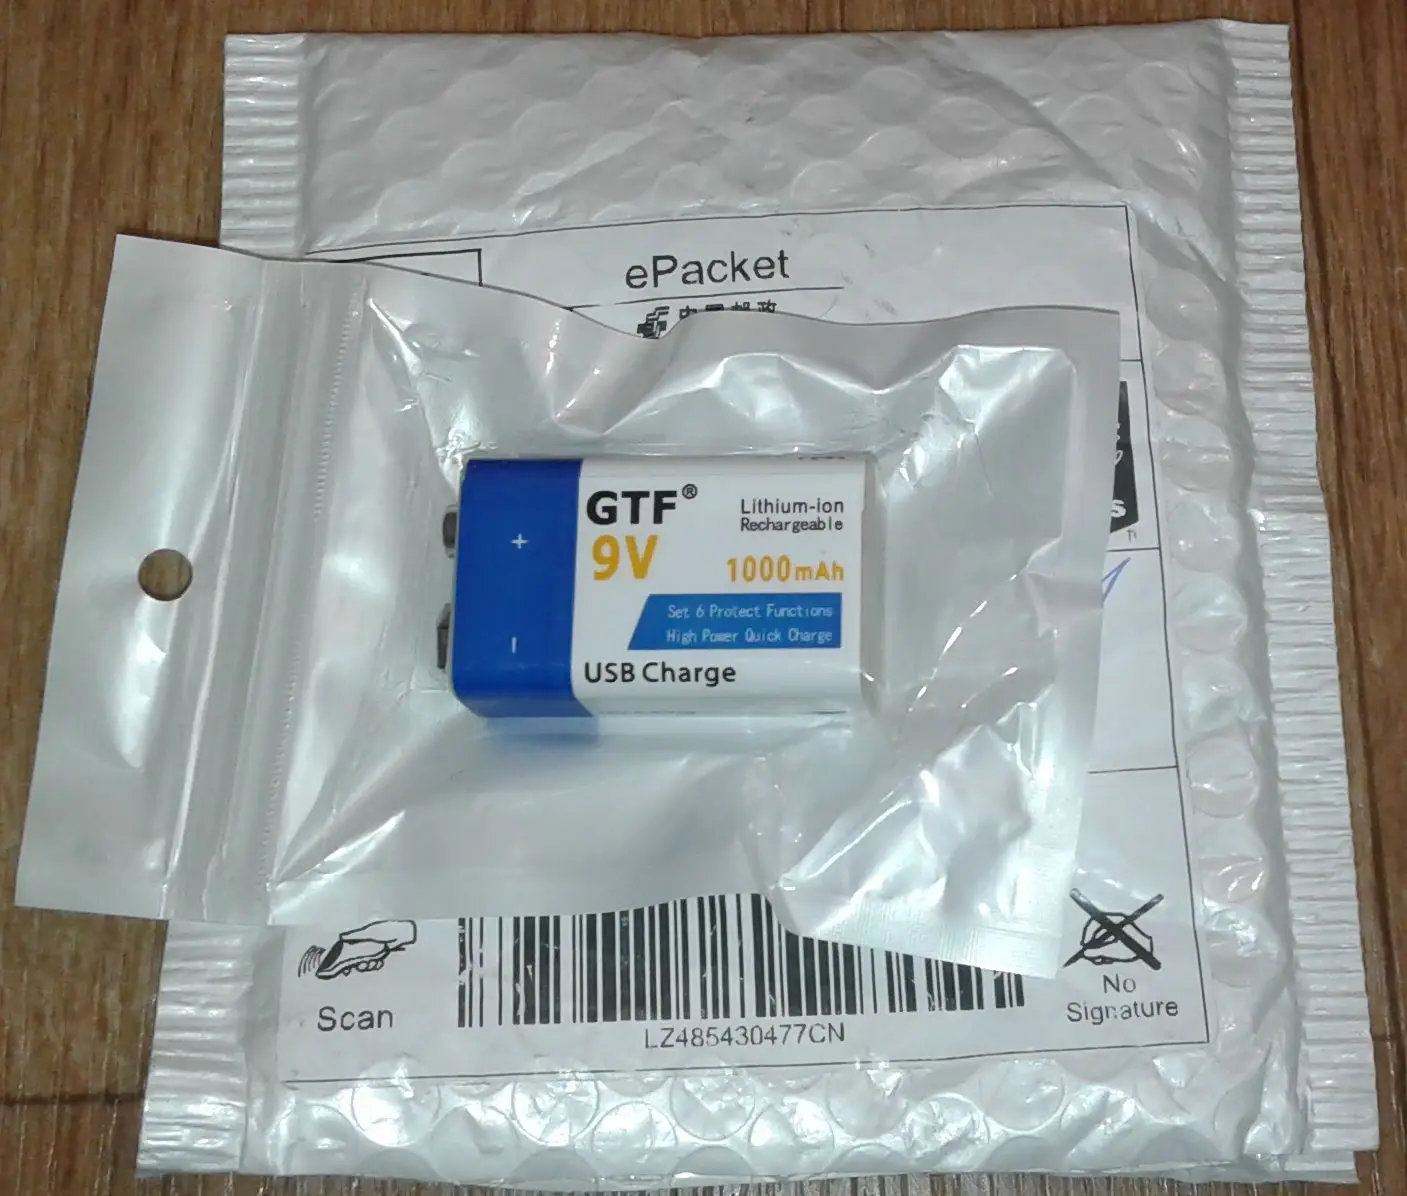 ePacket
GTF®
9V
Lithium-ion
Rechargeable
1000mAh
Set 6 Protect Functions
High Power Quick Charge
USB Charge
+
−
Scan
LZ485430477CN
No
Signature